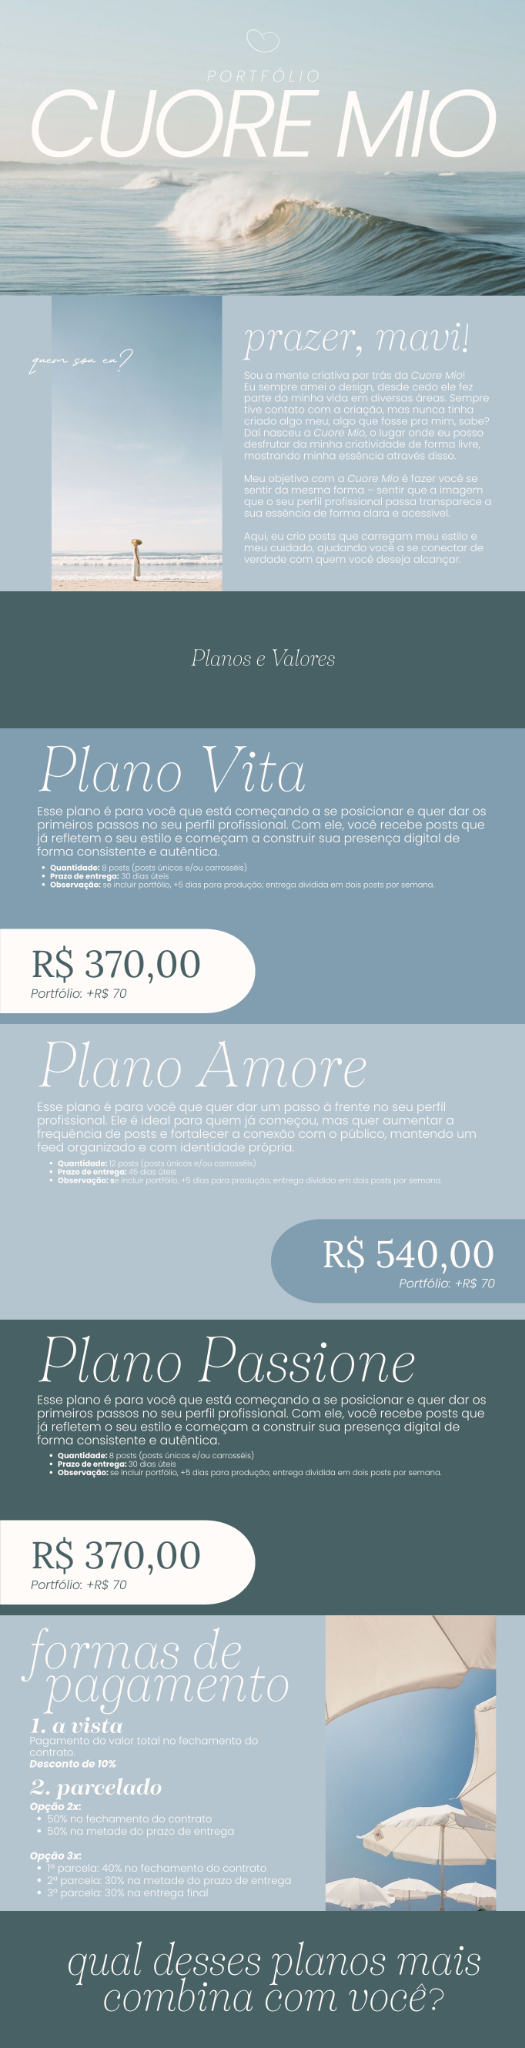 PORTFÓLIO
CUORE MIO
quem sou eu?
prazer, mavi!
Sou a mente criativa por trás da Cuore Mio!
Eu sempre amei o design, desde cedo ele fez
parte da minha vida em diversas áreas. Sempre
tive contato com a criação, mas nunca tinha
criado algo meu, algo que fosse pra mim, sabe?
Daí nasceu a Cuore Mio, o lugar onde eu posso
desfrutar da minha criatividade de forma livre,
mostrando minha essência através disso.
Meu objetivo com a Cuore Mio é fazer você se
sentir da mesma forma – sentir que a imagem
que o seu perfil profissional passa transparece a
sua essência de forma clara e acessível.
Aqui, eu crio posts que carregam meu estilo e
meu cuidado, ajudando você a se conectar de
verdade com quem você deseja alcançar.
Planos e Valores
Plano Vita
Esse plano é para você que está começando a se posicionar e quer dar os
primeiros passos no seu perfil profissional. Com ele, você recebe posts que
já refletem o seu estilo e começam a construir sua presença digital de
forma consistente e autêntica.
• Quantidade: 8 posts (posts únicos e/ou carrosséis)
• Prazo de entrega: 30 dias úteis
• Observação: se incluir portfólio, +5 dias para produção; entrega dividida em dois posts por semana.
R$ 370,00
Portfólio: +R$ 70
Plano Amore
Esse plano é para você que quer dar um passo à frente no seu perfil
profissional. Ele é ideal para quem já começou, mas quer aumentar a
frequência de posts e fortalecer a conexão com o público, mantendo um
feed organizado e com identidade própria.
• Quantidade: 12 posts (posts únicos e/ou carrosséis)
• Prazo de entrega: 45 dias úteis
• Observação: se incluir portfólio, +5 dias para produção; entrega dividida em dois posts por semana.
R$ 540,00
Portfólio: +R$ 70
Plano Passione
Esse plano é para você que está começando a se posicionar e quer dar os
primeiros passos no seu perfil profissional. Com ele, você recebe posts que
já refletem o seu estilo e começam a construir sua presença digital de
forma consistente e autêntica.
• Quantidade: 8 posts (posts únicos e/ou carrosséis)
• Prazo de entrega: 30 dias úteis
• Observação: se incluir portfólio, +5 dias para produção; entrega dividida em dois posts por semana.
R$ 370,00
Portfólio: +R$ 70
formas de
pagamento
1. a vista
Pagamento do valor total no fechamento do
contrato.
Desconto de 10%
2. parcelado
Opção 2x:
• 50% no fechamento do contrato
• 50% na metade do prazo de entrega
Opção 3x:
• 1ª parcela: 40% no fechamento do contrato
• 2ª parcela: 30% na metade do prazo de entrega
• 3ª parcela: 30% na entrega final
qual desses planos mais
combina com você?